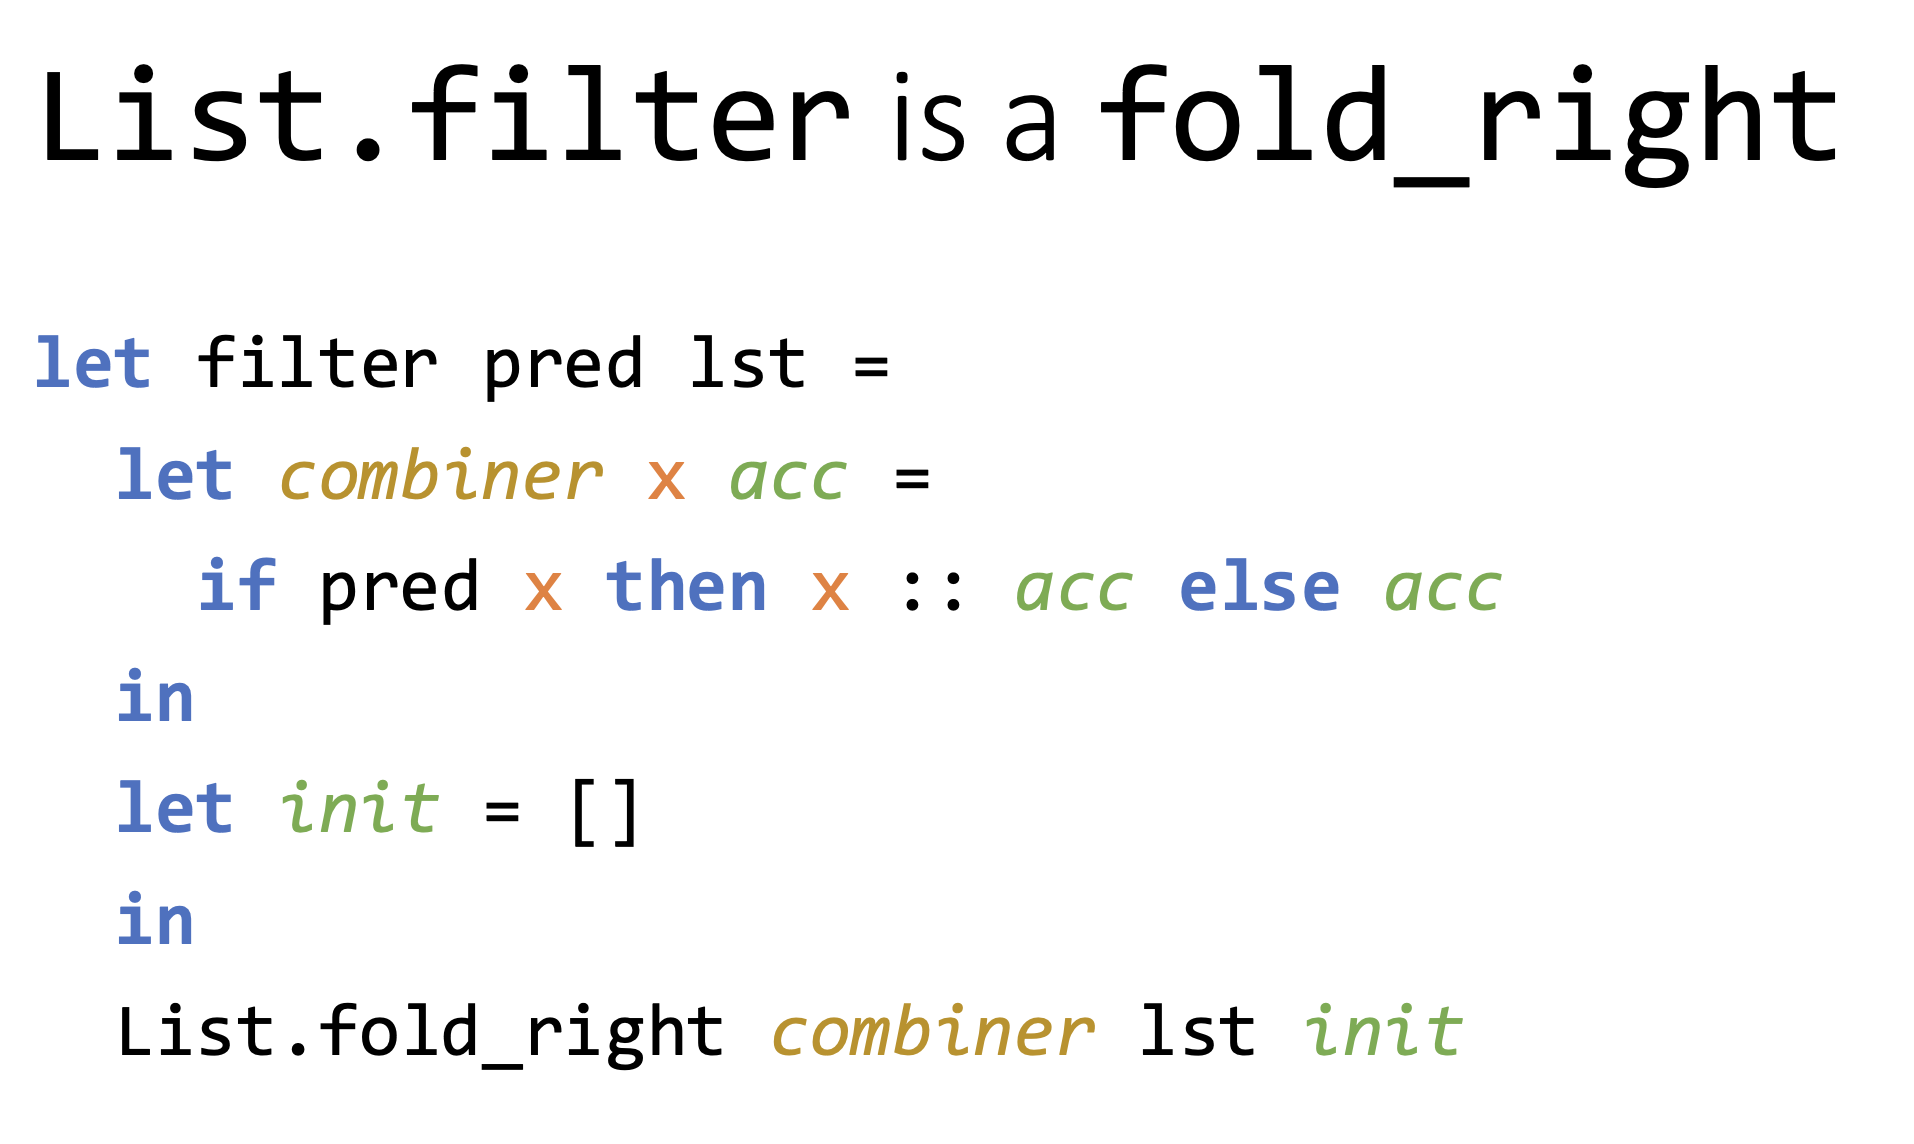 List.filter is a fold_right
let filter pred lst =
  let combiner x acc =
    if pred x then x :: acc else acc
  in
  let init = []
  in
  List.fold_right combiner lst init